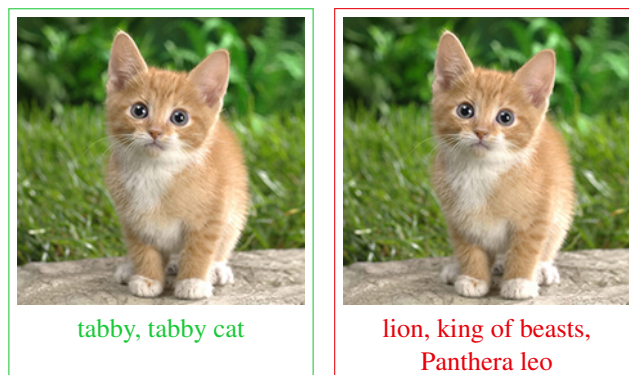 tabby, tabby cat
lion, king of beasts,
Panthera leo